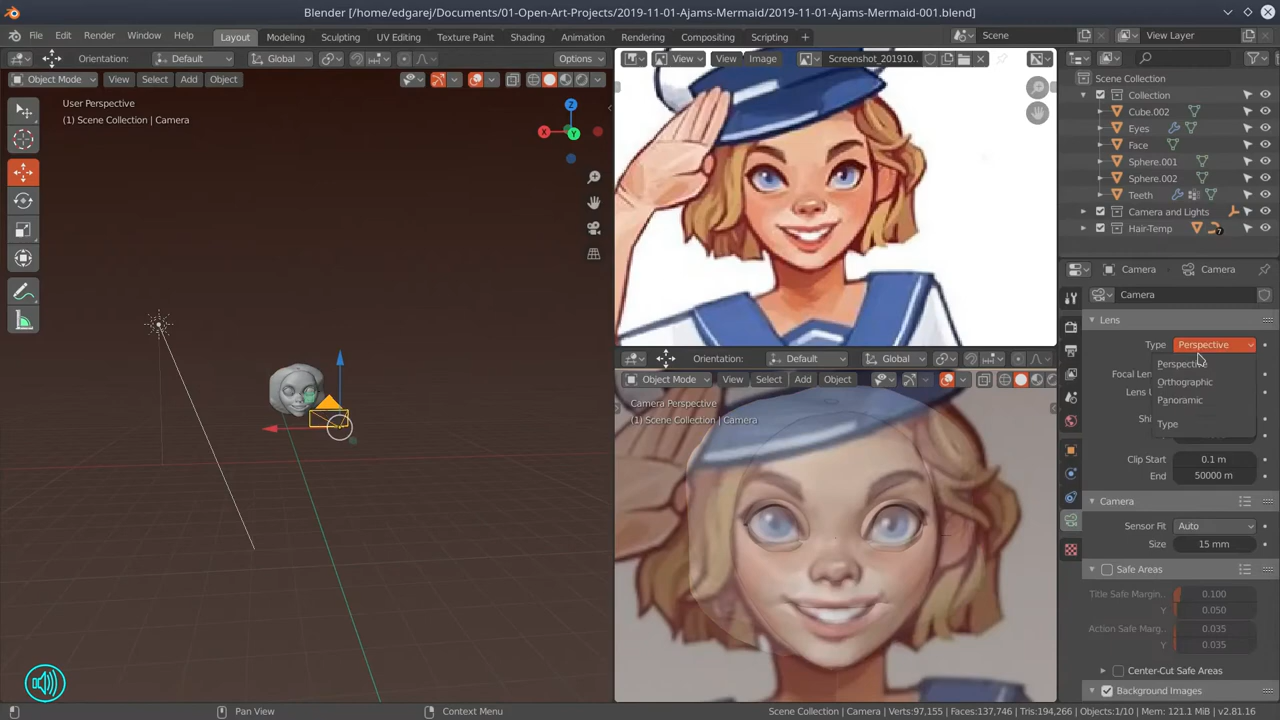 Blender [/home/edgarej/Documents/01-Open-Art-Projects/2019-11-01-Ajams-Mermaid/2019-11-01-Ajams-Mermaid-001.blend]
File Edit Render Window Help Layout Modeling Sculpting UV Editing Texture Paint Shading Animation Rendering Compositing Scripting + Scene View Layer
Orientation: Default Global Options
Object Mode View Select Add Object
User Perspective
(1) Scene Collection | Camera
Z
X
Y
View View Image Screenshot_201910..
Orientation: Default Global
Object Mode View Select Add Object
Camera Perspective
(1) Scene Collection | Camera
Scene Collection
Collection
Cube.002
Eyes
Face
Sphere.001
Sphere.002
Teeth
Camera and Lights
Hair-Temp 7
Camera Camera
Camera
Lens
Type Perspective
Perspective
Focal Len
Orthographic
Lens
Panoramic
Shi
Type
Clip Start 0.1 m
End 50000 m
Camera
Sensor Fit Auto
Size 15 mm
Safe Areas
Title Safe Margin.. 0.100
Y 0.050
Action Safe Marg.. 0.035
Y 0.035
Center-Cut Safe Areas
Background Images
Pan View Context Menu Scene Collection | Camera | Verts:97,155 | Faces:137,746 | Tris:194,266 | Objects:1/10 | Mem: 121.1 MiB | v2.81.16